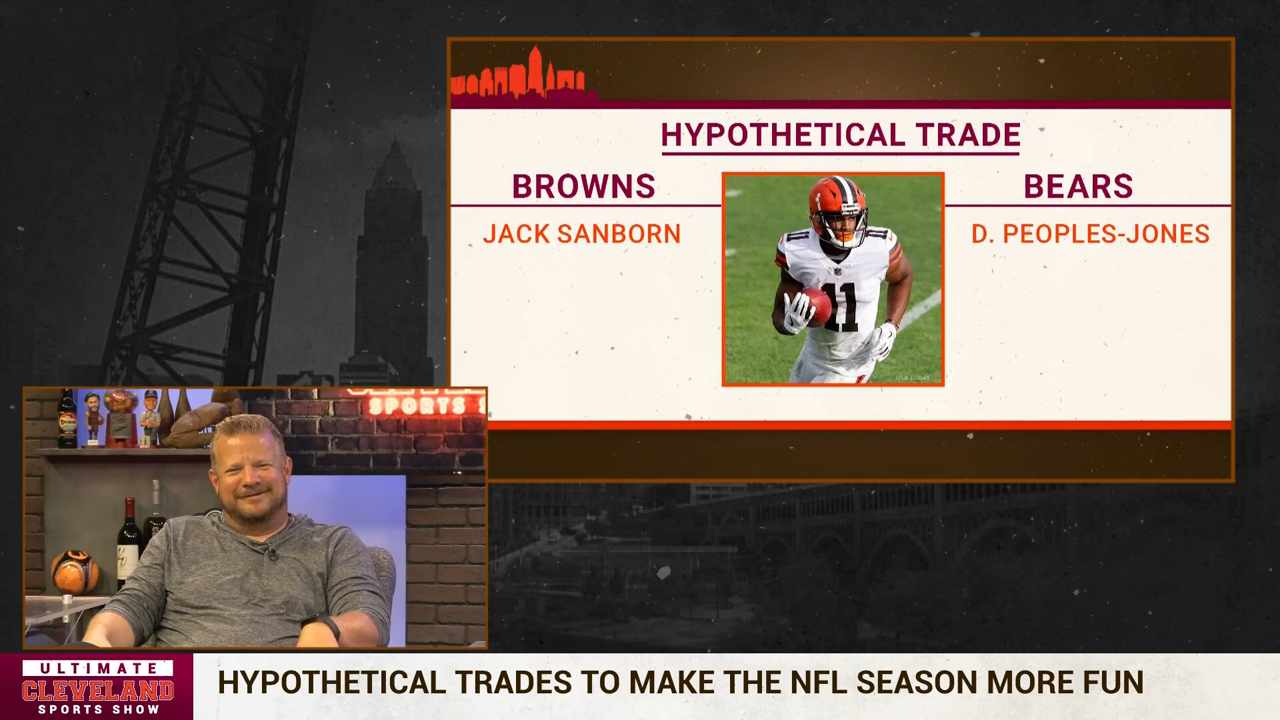 HYPOTHETICAL TRADE
BROWNS
JACK SANBORN
BEARS
D. PEOPLES-JONES
11
11
SPORTS S
ULTIMATE
CLEVELAND
SPORTS SHOW
HYPOTHETICAL TRADES TO MAKE THE NFL SEASON MORE FUN